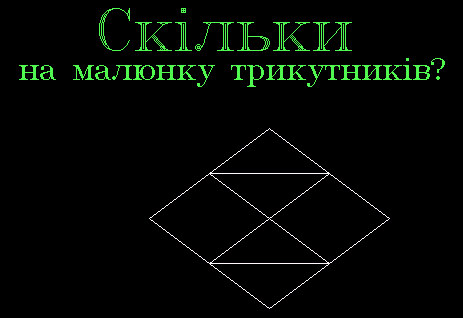 Скільки
на малюнку трикутників?